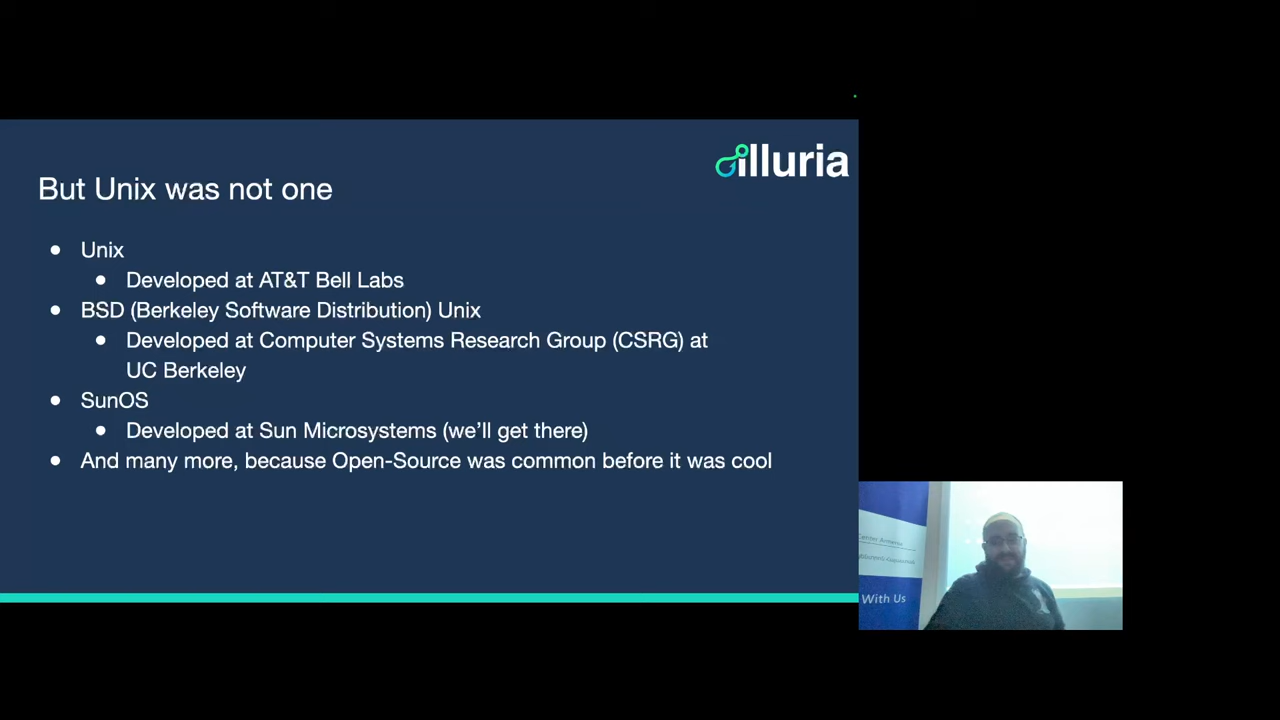 illuria
But Unix was not one
● Unix
● Developed at AT&T Bell Labs
● BSD (Berkeley Software Distribution) Unix
● Developed at Computer Systems Research Group (CSRG) at
UC Berkeley
● SunOS
● Developed at Sun Microsystems (we’ll get there)
● And many more, because Open-Source was common before it was cool
Center Armenia
With Us